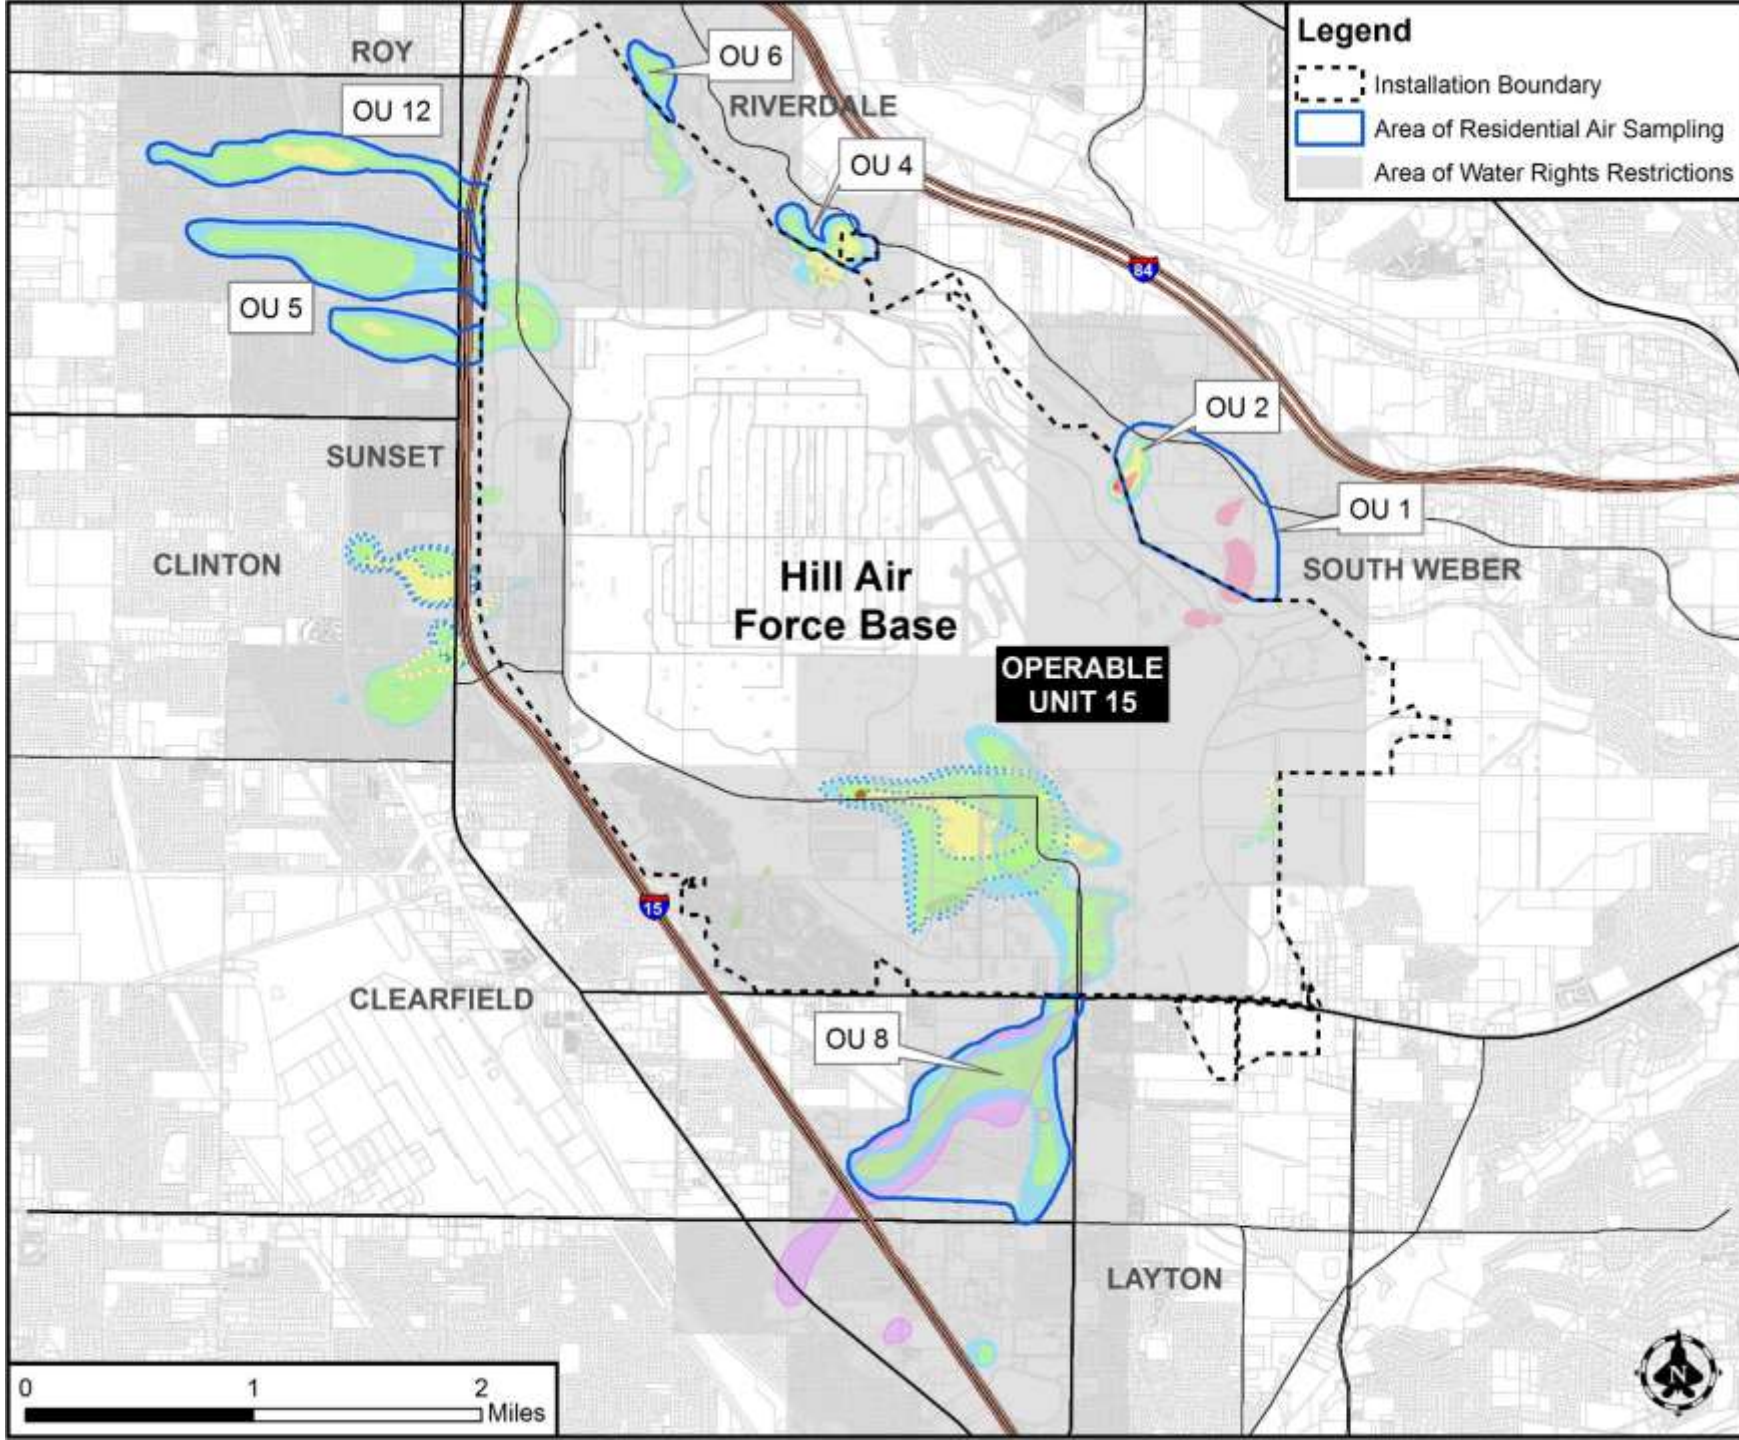 Legend
Installation Boundary
Area of Residential Air Sampling
Area of Water Rights Restrictions
ROY
OU 6
OU 12
RIVERDALE
OU 4
84
OU 5
OU 2
SUNSET
OU 1
CLINTON
SOUTH WEBER
Hill Air
Force Base
OPERABLE
UNIT 15
15
CLEARFIELD
OU 8
LAYTON
N
0 1 2
Miles